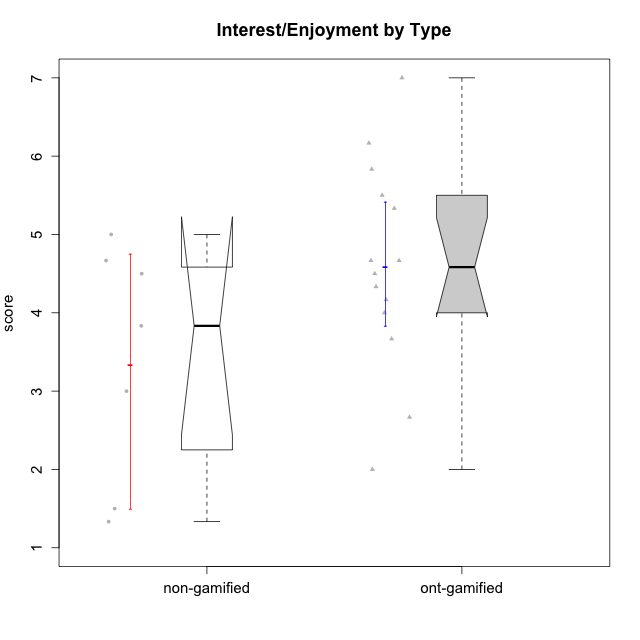 Interest/Enjoyment by Type
score
7
6
5
4
3
2
1
non-gamified
ont-gamified